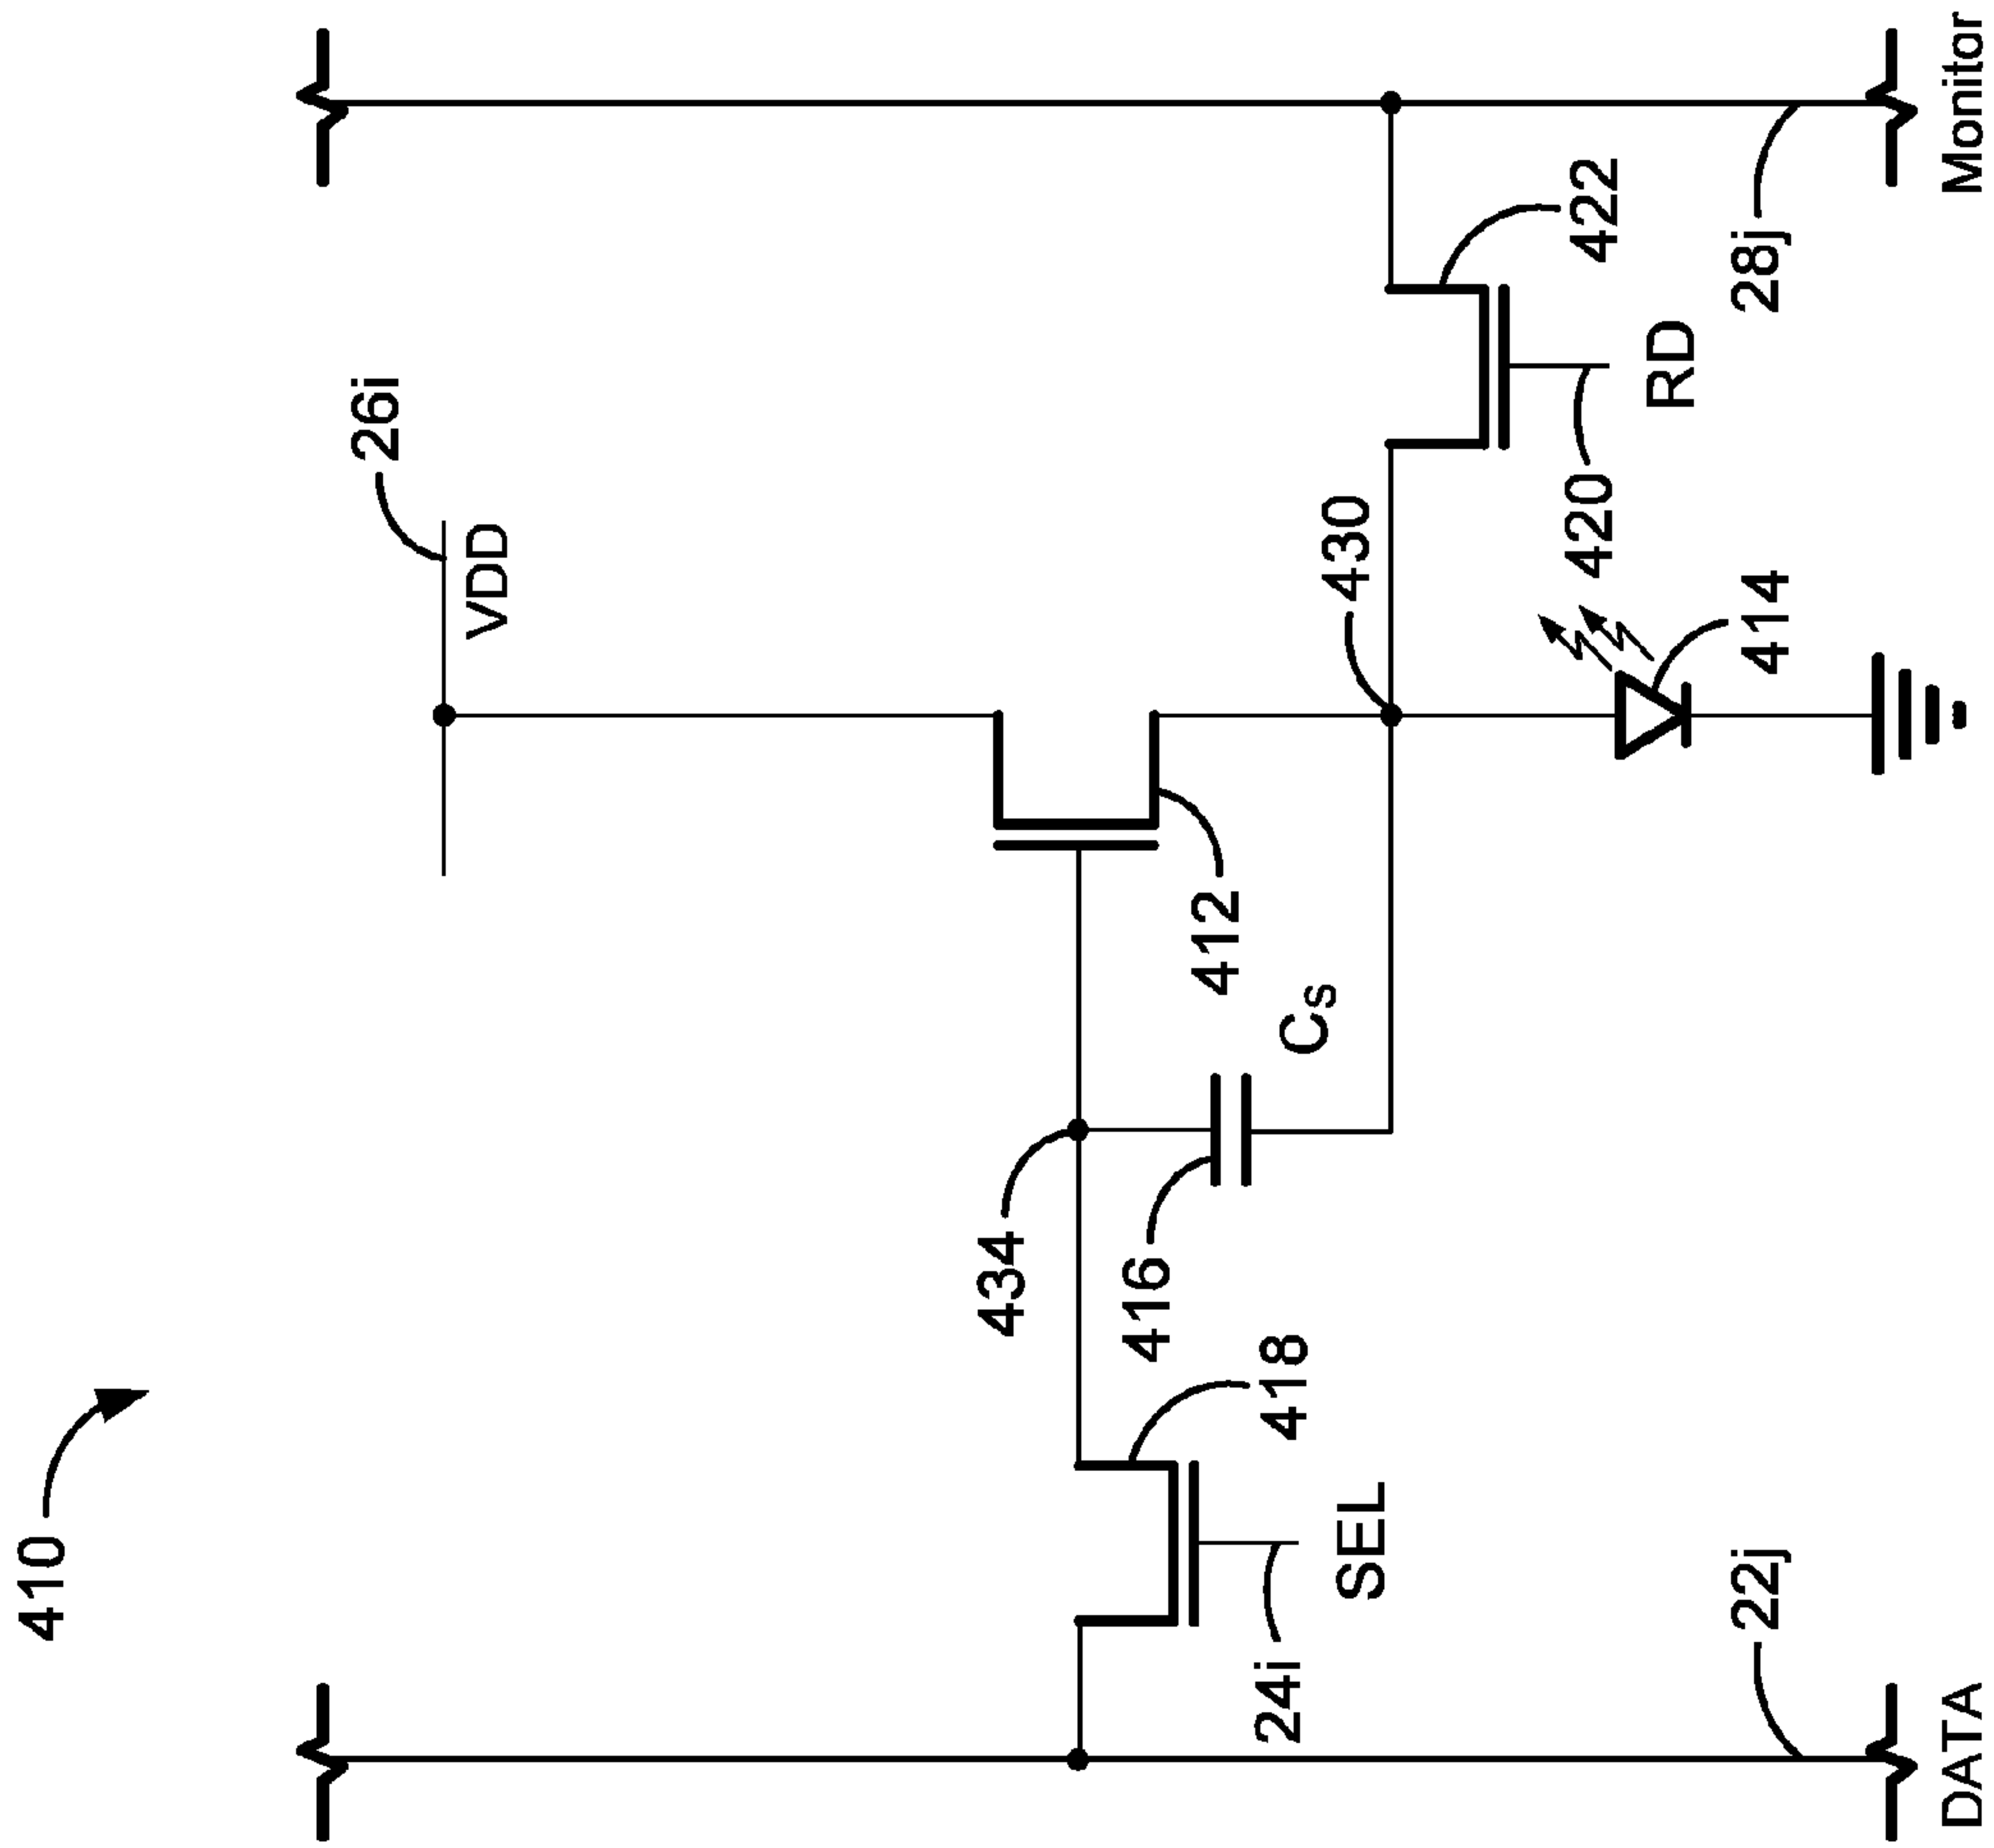 410
26i
VDD
434
416
412
24i
418
Cs
430
SEL
420
422
RD
22j
414
28j
DATA
Monitor